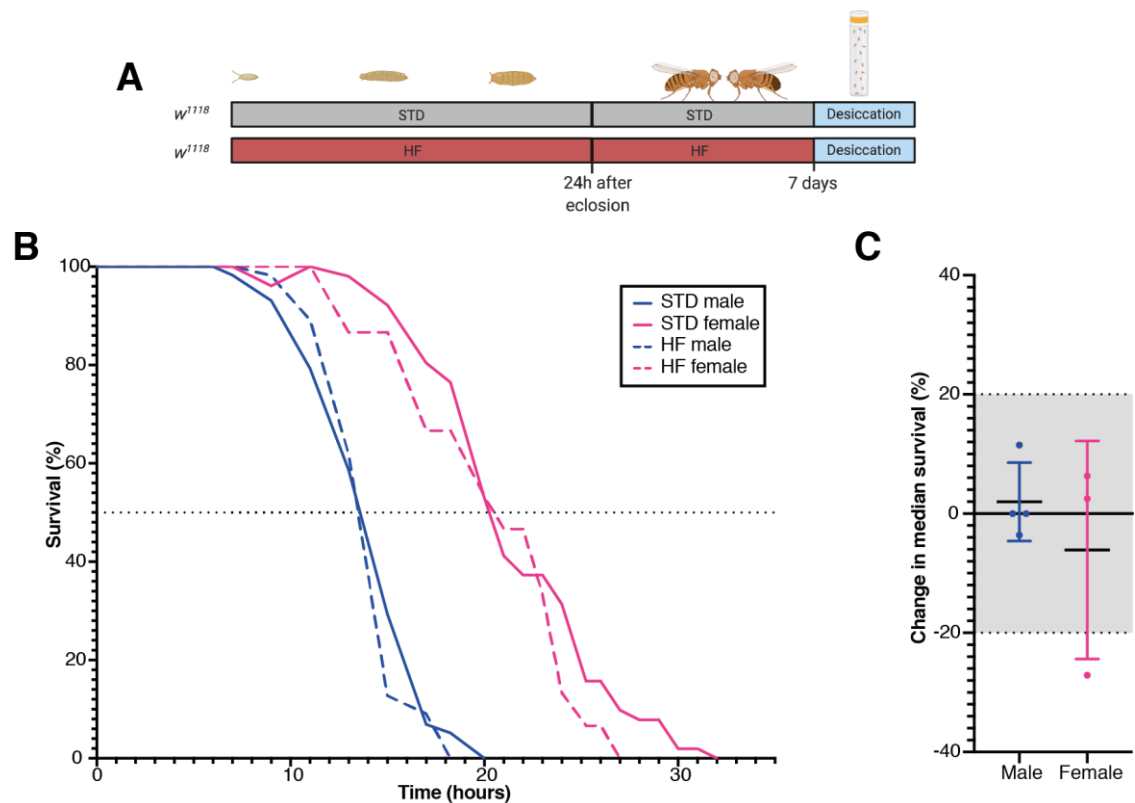 A
w1118 STD STD Desiccation
w1118 HF HF Desiccation
24h after
eclosion
7 days
B
Survival (%)
100
80
60
40
20
0
0 10 20 30
Time (hours)
STD male
STD female
HF male
HF female
C
Change in median survival (%)
40
20
0
-20
-40
Male Female